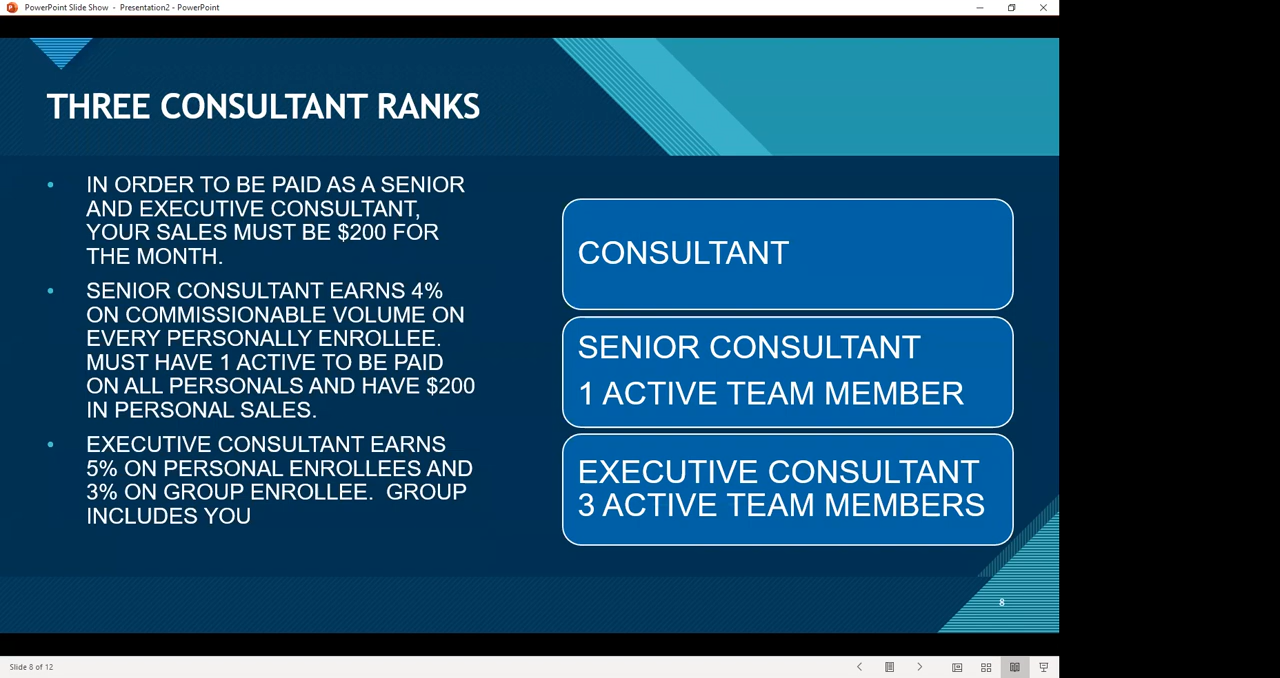 PowerPoint Slide Show - Presentation2 - PowerPoint
THREE CONSULTANT RANKS
• IN ORDER TO BE PAID AS A SENIOR
AND EXECUTIVE CONSULTANT,
YOUR SALES MUST BE $200 FOR
THE MONTH.
• SENIOR CONSULTANT EARNS 4%
ON COMMISSIONABLE VOLUME ON
EVERY PERSONALLY ENROLLEE.
MUST HAVE 1 ACTIVE TO BE PAID
ON ALL PERSONALS AND HAVE $200
IN PERSONAL SALES.
• EXECUTIVE CONSULTANT EARNS
5% ON PERSONAL ENROLLEES AND
3% ON GROUP ENROLLEE. GROUP
INCLUDES YOU
CONSULTANT
SENIOR CONSULTANT
1 ACTIVE TEAM MEMBER
EXECUTIVE CONSULTANT
3 ACTIVE TEAM MEMBERS
8
Slide 8 of 12